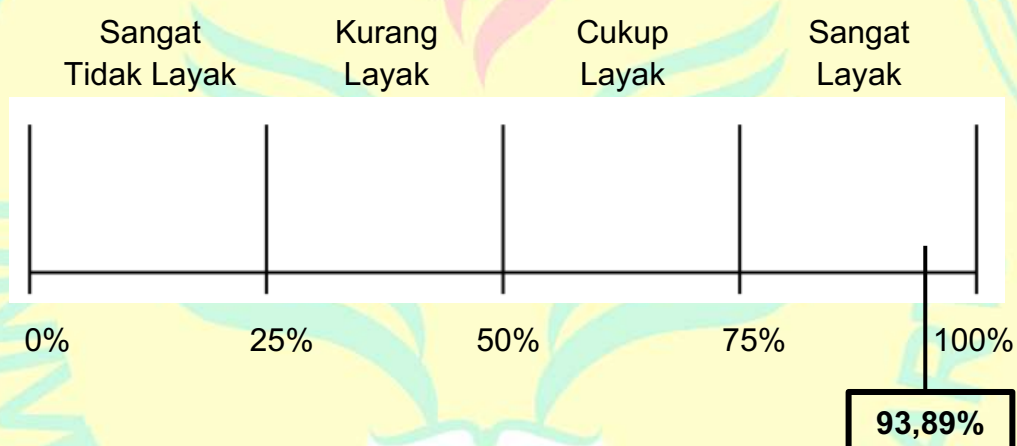 Sangat Tidak Layak
Kurang Layak
Cukup Layak
Sangat Layak
0% 25% 50% 75% 100%
93,89%